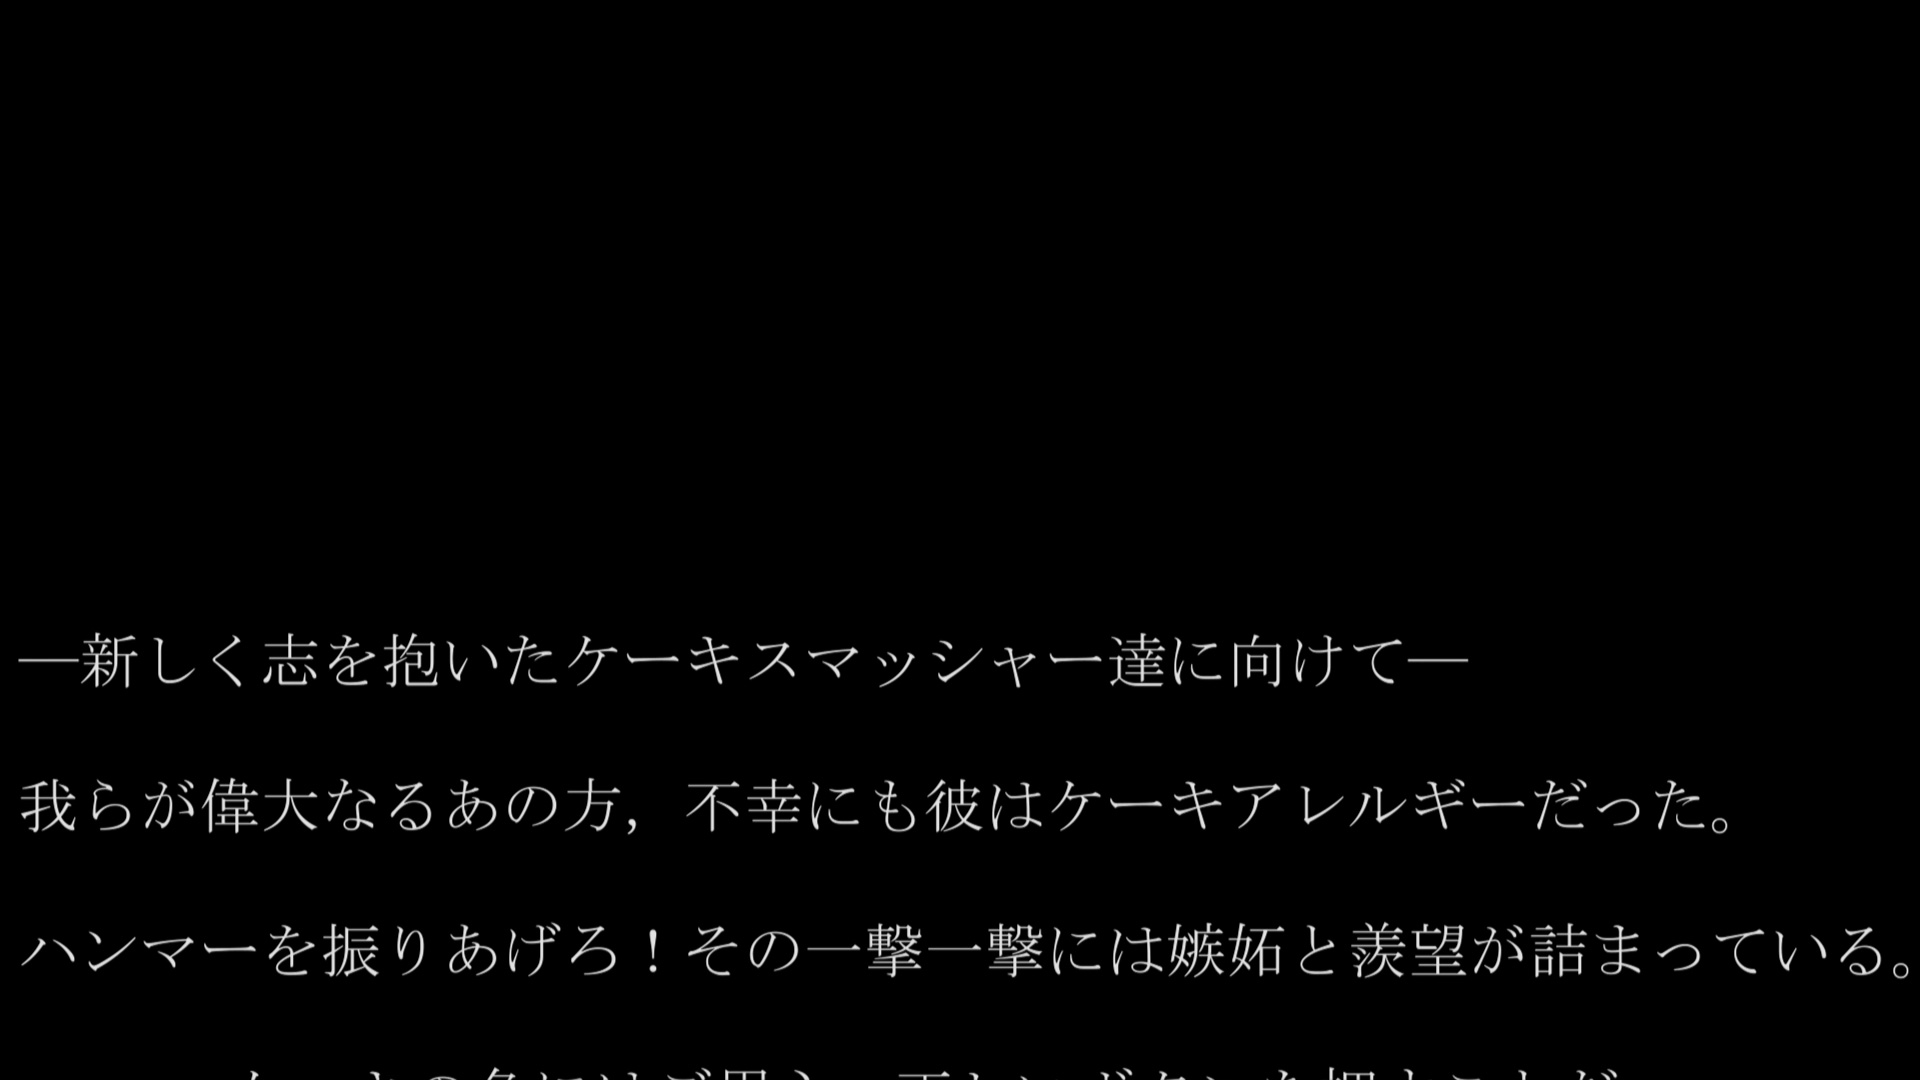 ―新しく志を抱いたケーキスマッシャー達に向けて―
我らが偉大なるあの方，不幸にも彼はケーキアレルギーだった。
ハンマーを振りあげろ！その一撃一撃には嫉妬と羨望が詰まっている。